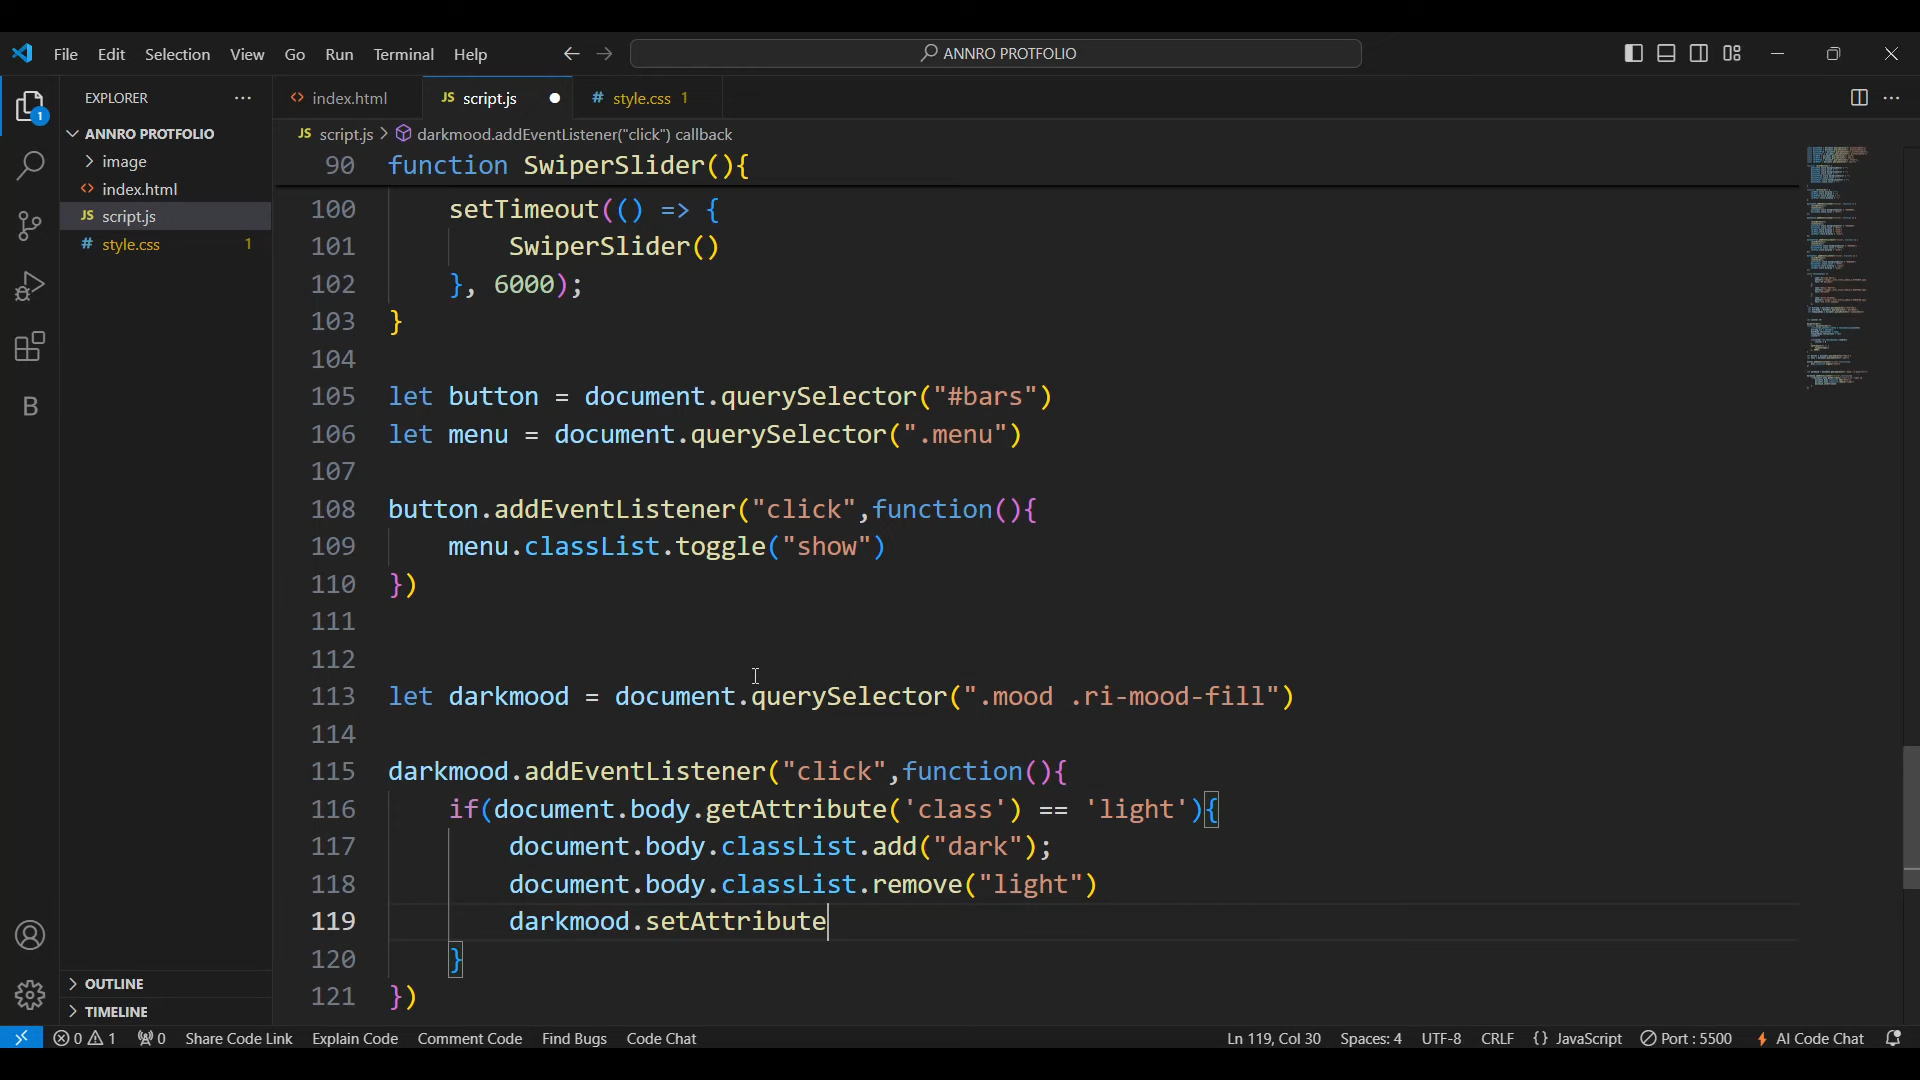 File Edit Selection View Go Run Terminal Help ANNRO PROTFOLIO
EXPLORER
1
ANNRO PROTFOLIO
image
index.html
JS script.js
# style.css 1
B
OUTLINE
TIMELINE
index.html JS script.js # style.css 1
JS script.js > darkmood.addEventListener("click") callback
90 function SwiperSlider(){
100 setTimeout(() => {
101 SwiperSlider()
102 }, 6000);
103 }
104
105 let button = document.querySelector("#bars")
106 let menu = document.querySelector(".menu")
107
108 button.addEventListener("click",function(){
109 menu.classList.toggle("show")
110 })
111
112
113 let darkmood = document.querySelector(".mood .ri-mood-fill")
114
115 darkmood.addEventListener("click",function(){
116 if(document.body.getAttribute('class') == 'light'){
117 document.body.classList.add("dark");
118 document.body.classList.remove("light")
119 darkmood.setAttribute
120 }
121 })
0 1 0 Share Code Link Explain Code Comment Code Find Bugs Code Chat Ln 119, Col 30 Spaces: 4 UTF-8 CRLF {} JavaScript Port : 5500 AI Code Chat